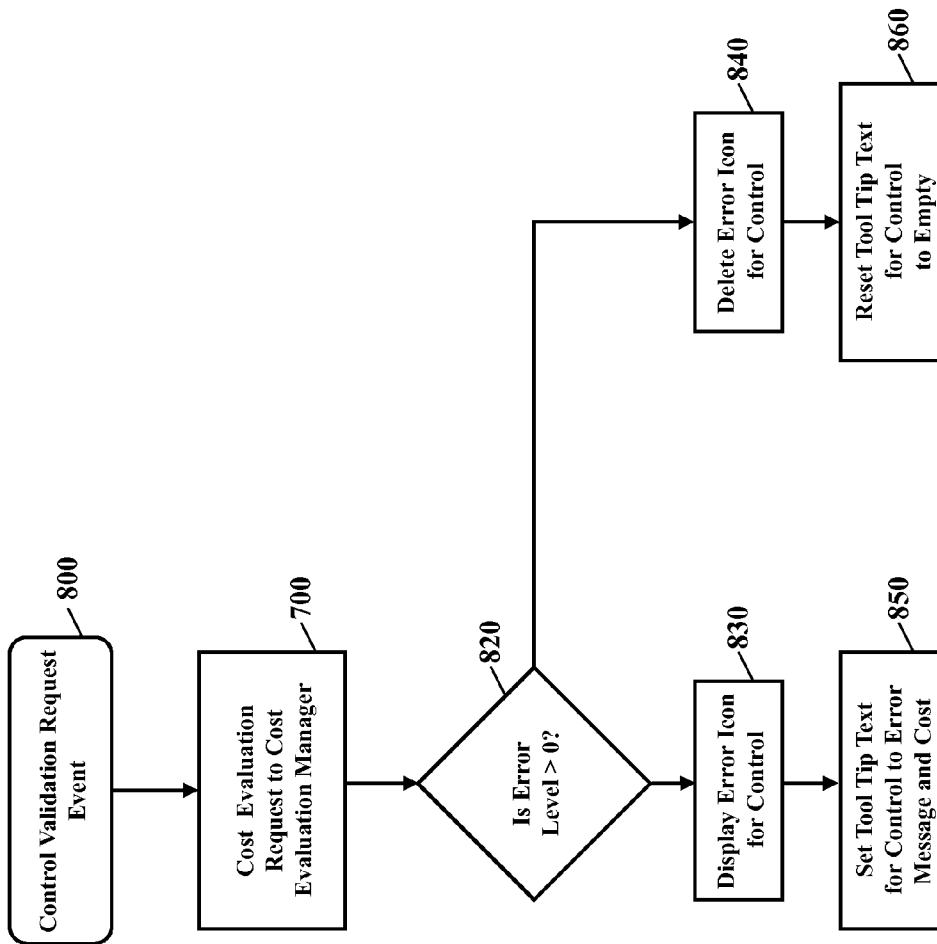 Control Validation Request
Event
800
Cost Evaluation
Request to Cost
Evaluation Manager
700
Is Error
Level > 0?
820
Display Error Icon
for Control
830
Delete Error Icon
for Control
840
Set Tool Tip Text
for Control to Error
Message and Cost
850
Reset Tool Tip Text
for Control
to Empty
860